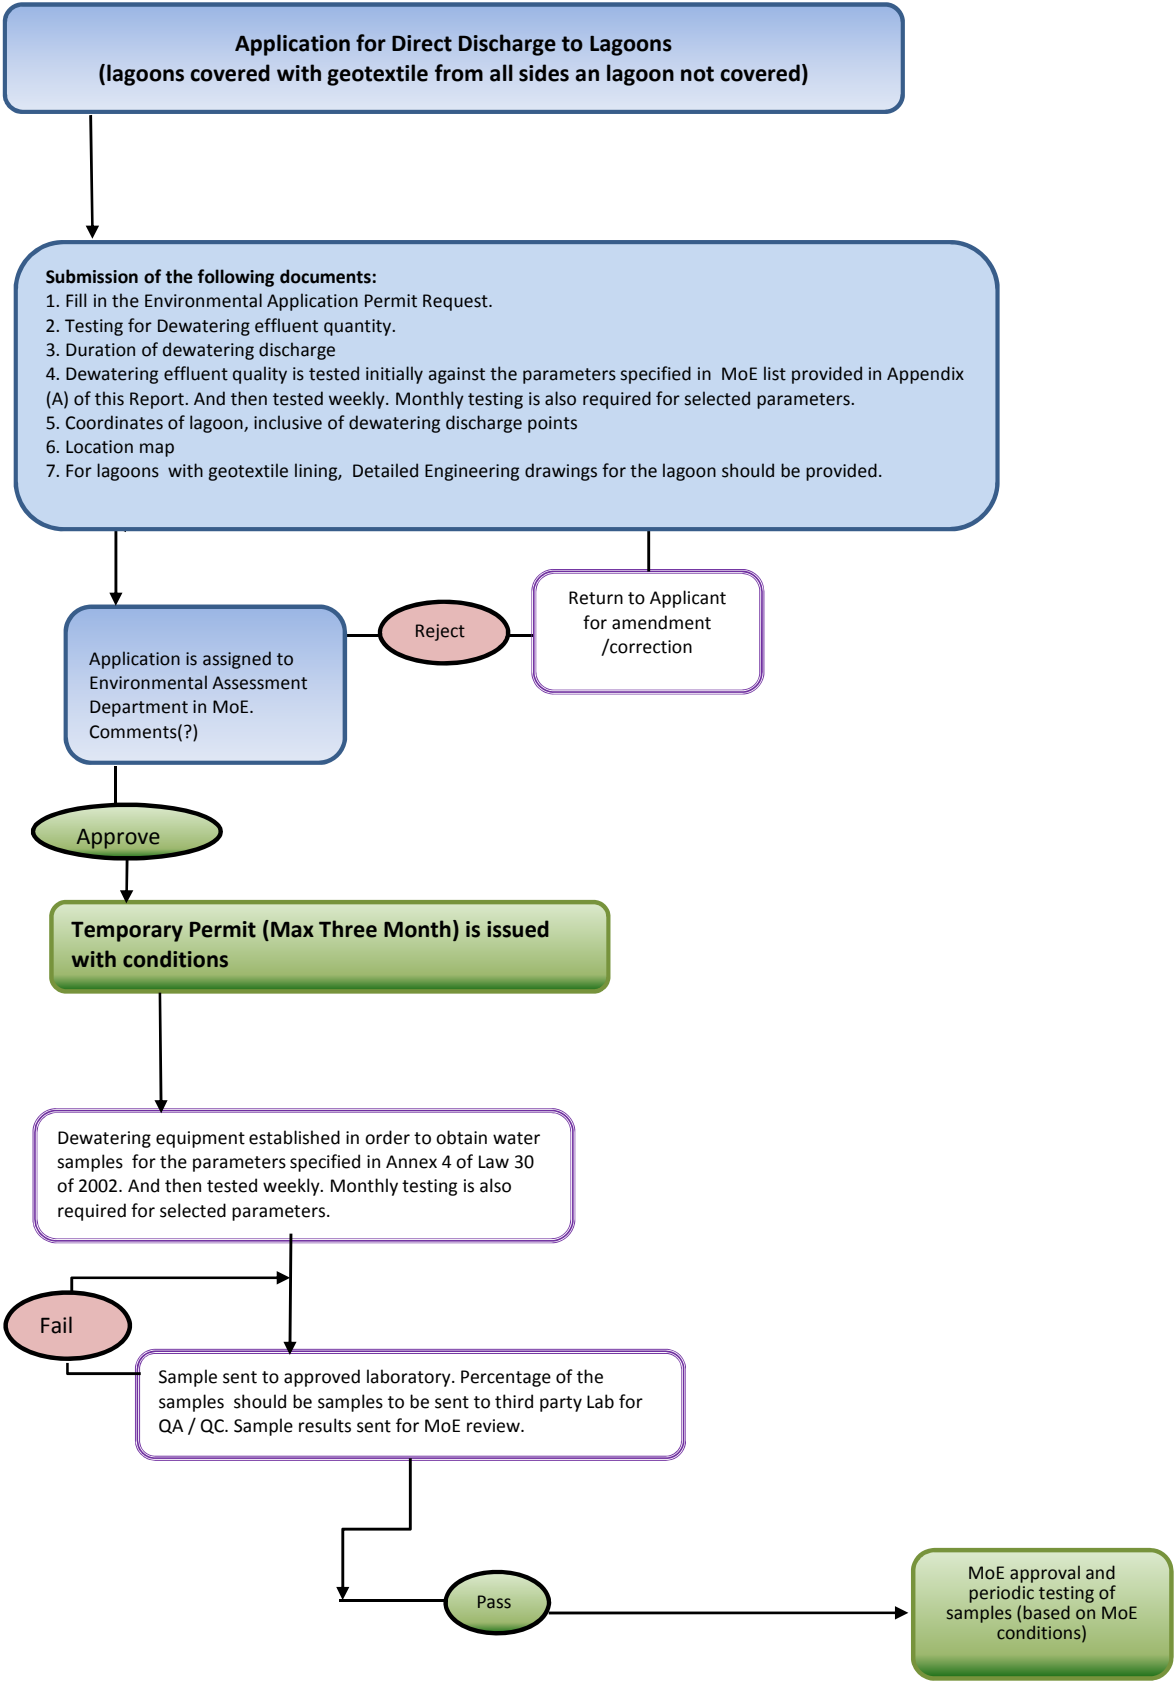 Application for Direct Discharge to Lagoons
(lagoons covered with geotextile from all sides an lagoon not covered)
Submission of the following documents:
1. Fill in the Environmental Application Permit Request.
2. Testing for Dewatering effluent quantity.
3. Duration of dewatering discharge
4. Dewatering effluent quality is tested initially against the parameters specified in MoE list provided in Appendix
(A) of this Report. And then tested weekly. Monthly testing is also required for selected parameters.
5. Coordinates of lagoon, inclusive of dewatering discharge points
6. Location map
7. For lagoons with geotextile lining, Detailed Engineering drawings for the lagoon should be provided.
Return to Applicant
for amendment
/correction
Reject
Application is assigned to
Environmental Assessment
Department in MoE.
Comments(?)
Approve
Temporary Permit (Max Three Month) is issued
with conditions
Dewatering equipment established in order to obtain water
samples for the parameters specified in Annex 4 of Law 30
of 2002. And then tested weekly. Monthly testing is also
required for selected parameters.
Fail
Sample sent to approved laboratory. Percentage of the
samples should be samples to be sent to third party Lab for
QA / QC. Sample results sent for MoE review.
Pass
MoE approval and
periodic testing of
samples (based on MoE
conditions)